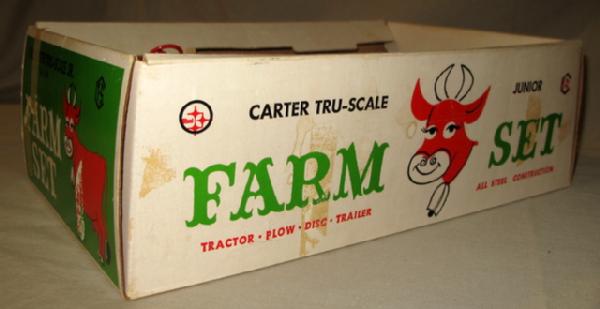 CARTER TRU-SCALE
JUNIOR
FARM SET
TRACTOR · PLOW · DISC · TRAILER
ALL STEEL CONSTRUCTION
FARM
SET